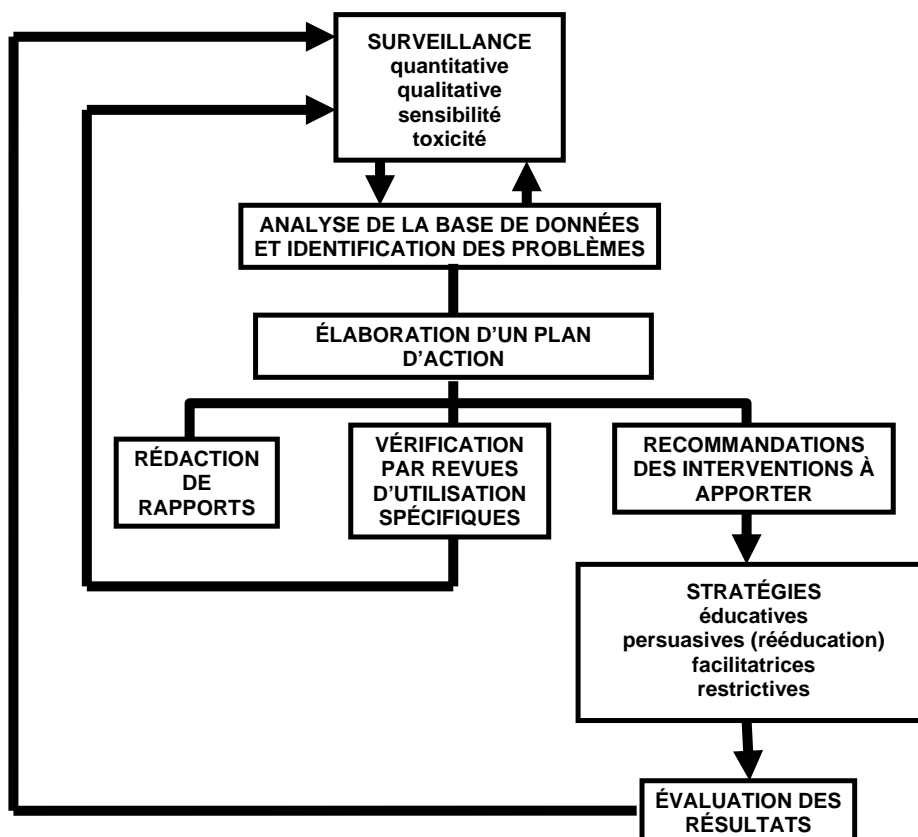 SURVEILLANCE
quantitative
qualitative
sensibilité
toxicité
ANALYSE DE LA BASE DE DONNÉES
ET IDENTIFICATION DES PROBLÈMES
ÉLABORATION D’UN PLAN
D’ACTION
RÉDACTION
DE
RAPPORTS
VÉRIFICATION
PAR REVUES
D’UTILISATION
SPÉCIFIQUES
RECOMMANDATIONS
DES INTERVENTIONS À
APPORTER
STRATÉGIES
éducatives
persuasives (rééducation)
facilitatrices
restrictives
ÉVALUATION DES
RÉSULTATS